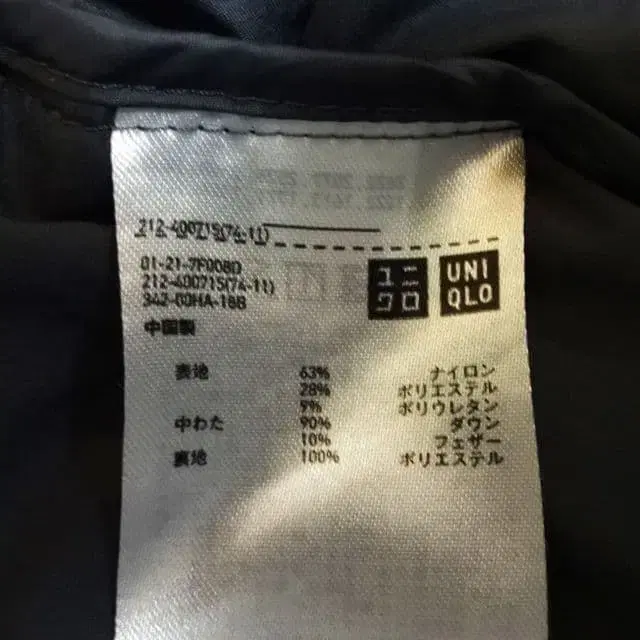 212-400715(74-11)
01-21-7F008D
212-400715(74-11)
342-00HA-18B
中国製
ユニクロ
UNIQLO
表地 63% ナイロン
28% ポリエステル
9% ポリウレタン
中わた 90% ダウン
10% フェザー
裏地 100% ポリエステル